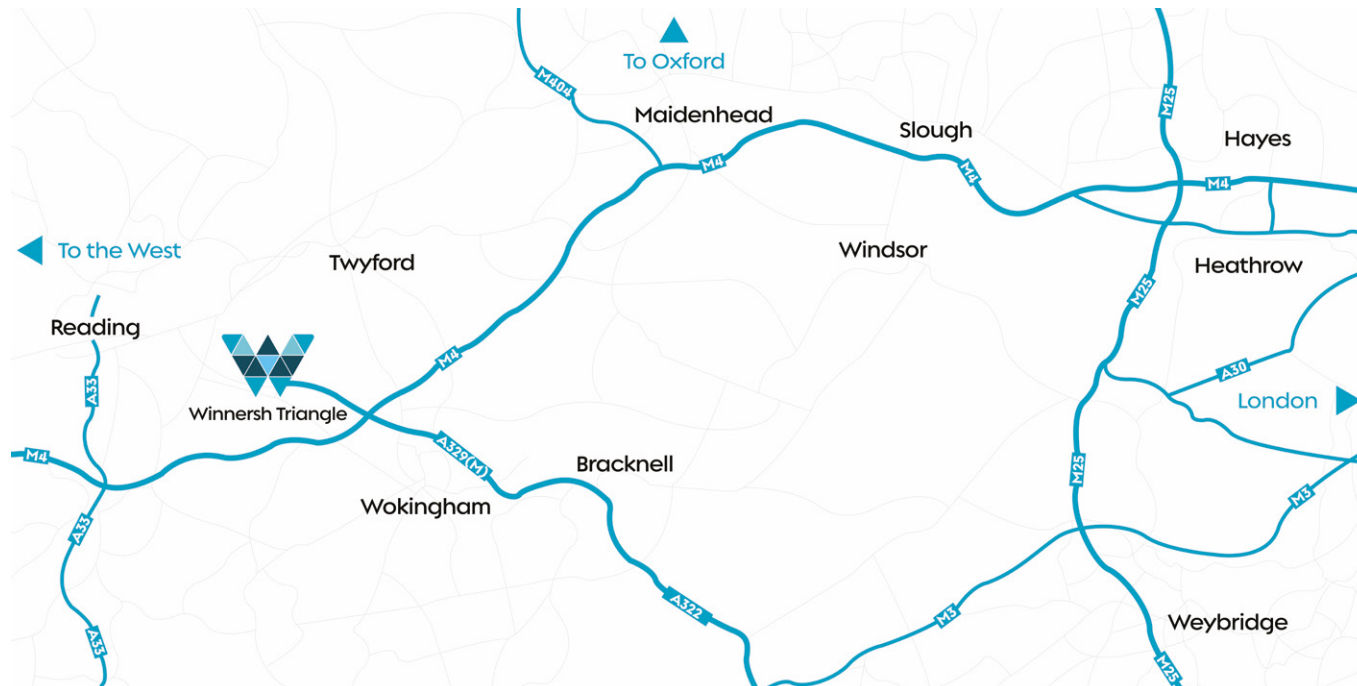 To Oxford
M404
M25
Maidenhead
Slough
Hayes
M4
M4
M4
To the West
Twyford
Windsor
Heathrow
M25
Reading
M4
A33
A30
Winnersh Triangle
London
M4
A329(M)
Bracknell
M25
Wokingham
M3
A33
A322
M3
Weybridge
A33
M25